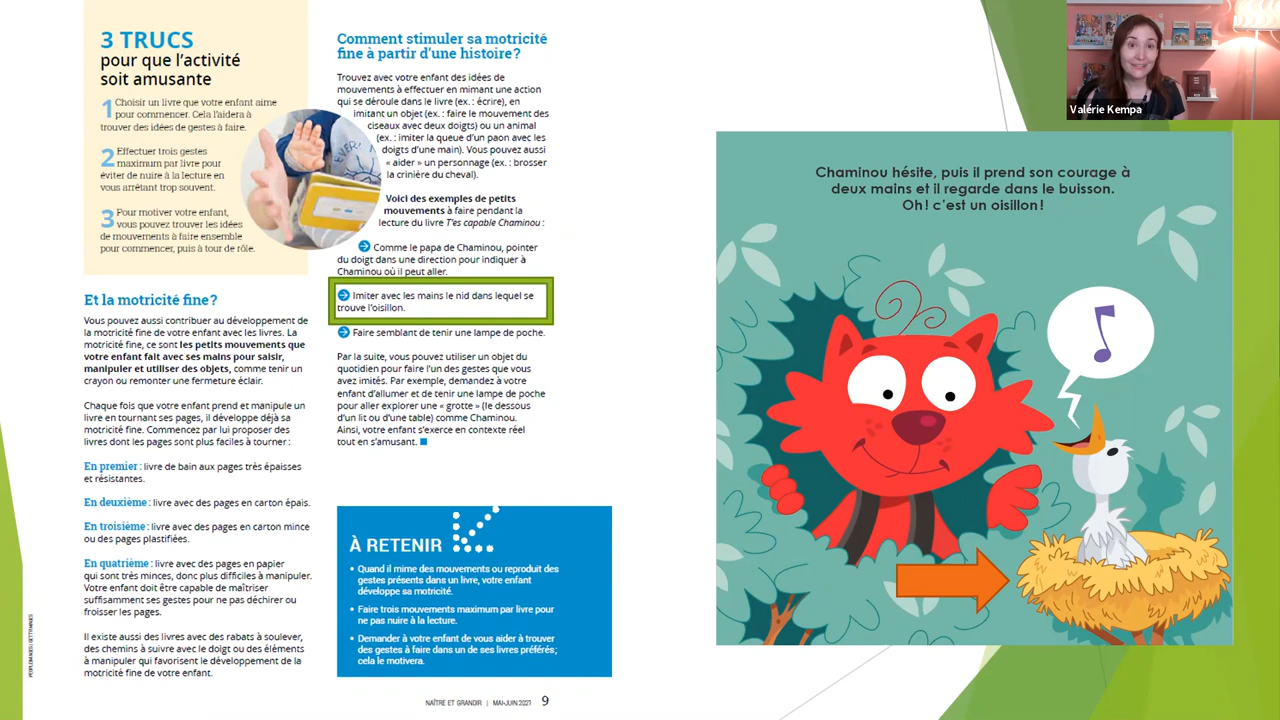 3 TRUCS
pour que l'activité
soit amusante
1 Choisir un livre que votre enfant aime
pour commencer. Cela l'aidera à
trouver des idées de gestes à faire.
2 Effectuer trois gestes
maximum par livre pour
éviter de nuire à la lecture en
vous arrêtant trop souvent.
3 Pour motiver votre enfant,
vous pouvez trouver les idées
de mouvements à faire ensemble
pour commencer, puis à tour de rôle.
Et la motricité fine?
Vous pouvez aussi contribuer au développement de
la motricité fine de votre enfant avec les livres. La
motricité fine, ce sont les petits mouvements que
votre enfant fait avec ses mains pour saisir,
manipuler et utiliser des objets, comme tenir un
crayon ou remonter une fermeture éclair.
Chaque fois que votre enfant prend et manipule un
livre en tournant ses pages, il développe déjà sa
motricité fine. Commencez par lui proposer des
livres dont les pages sont plus faciles à tourner :
En premier : livre de bain aux pages très épaisses
et résistantes.
En deuxième : livre avec des pages en carton épais.
En troisième : livre avec des pages en carton mince
ou des pages plastifiées.
En quatrième : livre avec des pages en papier
qui sont très minces, donc plus difficiles à manipuler.
Votre enfant doit être capable de maîtriser
suffisamment ses gestes pour ne pas déchirer ou
froisser les pages.
Il existe aussi des livres avec des rabats à soulever,
des chemins à suivre avec le doigt ou des éléments
à manipuler qui favorisent le développement de la
motricité fine de votre enfant.
Comment stimuler sa motricité
fine à partir d'une histoire?
Trouvez avec votre enfant des idées de
mouvements à effectuer en mimant une action
qui se déroule dans le livre (ex. : écrire), en
imitant un objet (ex. : faire le mouvement des
ciseaux avec deux doigts) ou un animal
(ex. : imiter la queue d'un paon avec les
doigts d'une main). Vous pouvez aussi
« aider » un personnage (ex. : brosser
la crinière du cheval).
Voici des exemples de petits
mouvements à faire pendant la
lecture du livre T'es capable Chaminou :
Comme le papa de Chaminou, pointer
du doigt dans une direction pour indiquer à
Chaminou où il peut aller.
Imiter avec les mains le nid dans lequel se
trouve l'oisillon.
Faire semblant de tenir une lampe de poche.
Par la suite, vous pouvez utiliser un objet du
quotidien pour faire l'un des gestes que vous
avez imités. Par exemple, demandez à votre
enfant d'allumer et de tenir une lampe de poche
pour aller explorer une « grotte » (le dessous
d'un lit ou d'une table) comme Chaminou.
Ainsi, votre enfant s'exerce en contexte réel
tout en s'amusant.
À RETENIR
• Quand il mime des mouvements ou reproduit des
gestes présents dans un livre, votre enfant
développe sa motricité.
• Faire trois mouvements maximum par livre pour
ne pas nuire à la lecture.
• Demander à votre enfant de vous aider à trouver
des gestes à faire dans un de ses livres préférés;
cela le motivera.
NAÎTRE ET GRANDIR | MAI-JUIN 2021 9
Chaminou hésite, puis il prend son courage à
deux mains et il regarde dans le buisson.
Oh! c'est un oisillon!
Valérie Kempa